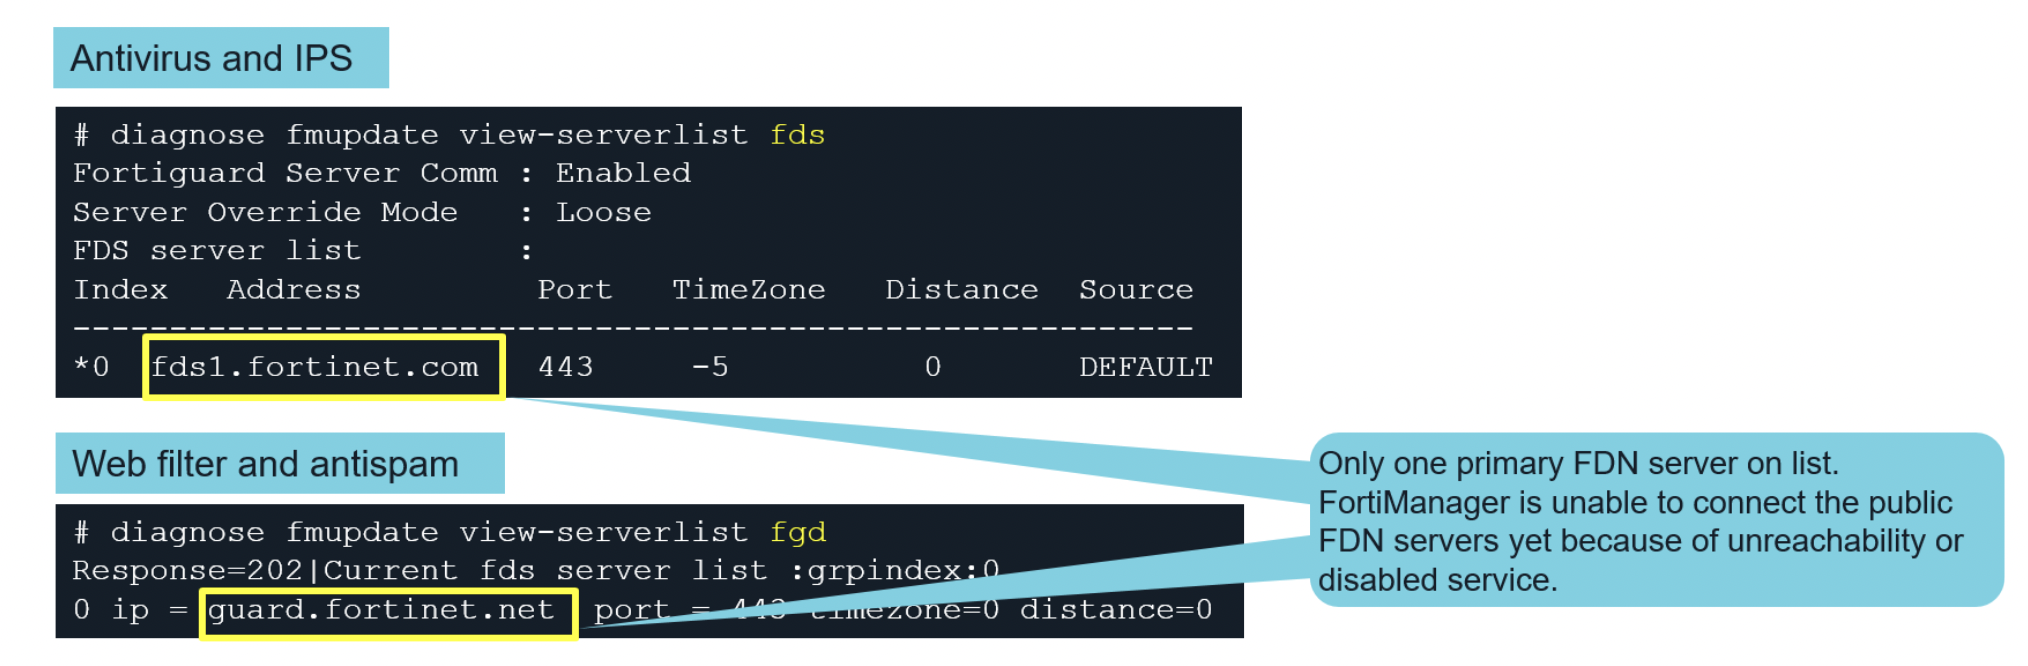 Antivirus and IPS
# diagnose fmupdate view-serverlist fds
Fortiguard Server Comm : Enabled
Server Override Mode : Loose
FDS server list :
Index Address Port TimeZone Distance Source
--------------------------------------------------------
*0 fds1.fortinet.com 443 -5 0 DEFAULT
Web filter and antispam
# diagnose fmupdate view-serverlist fgd
Response=202|Current fds server list :grpindex:0
0 ip = guard.fortinet.net port = 443 timezone=0 distance=0
Only one primary FDN server on list.
FortiManager is unable to connect the public
FDN servers yet because of unreachability or
disabled service.